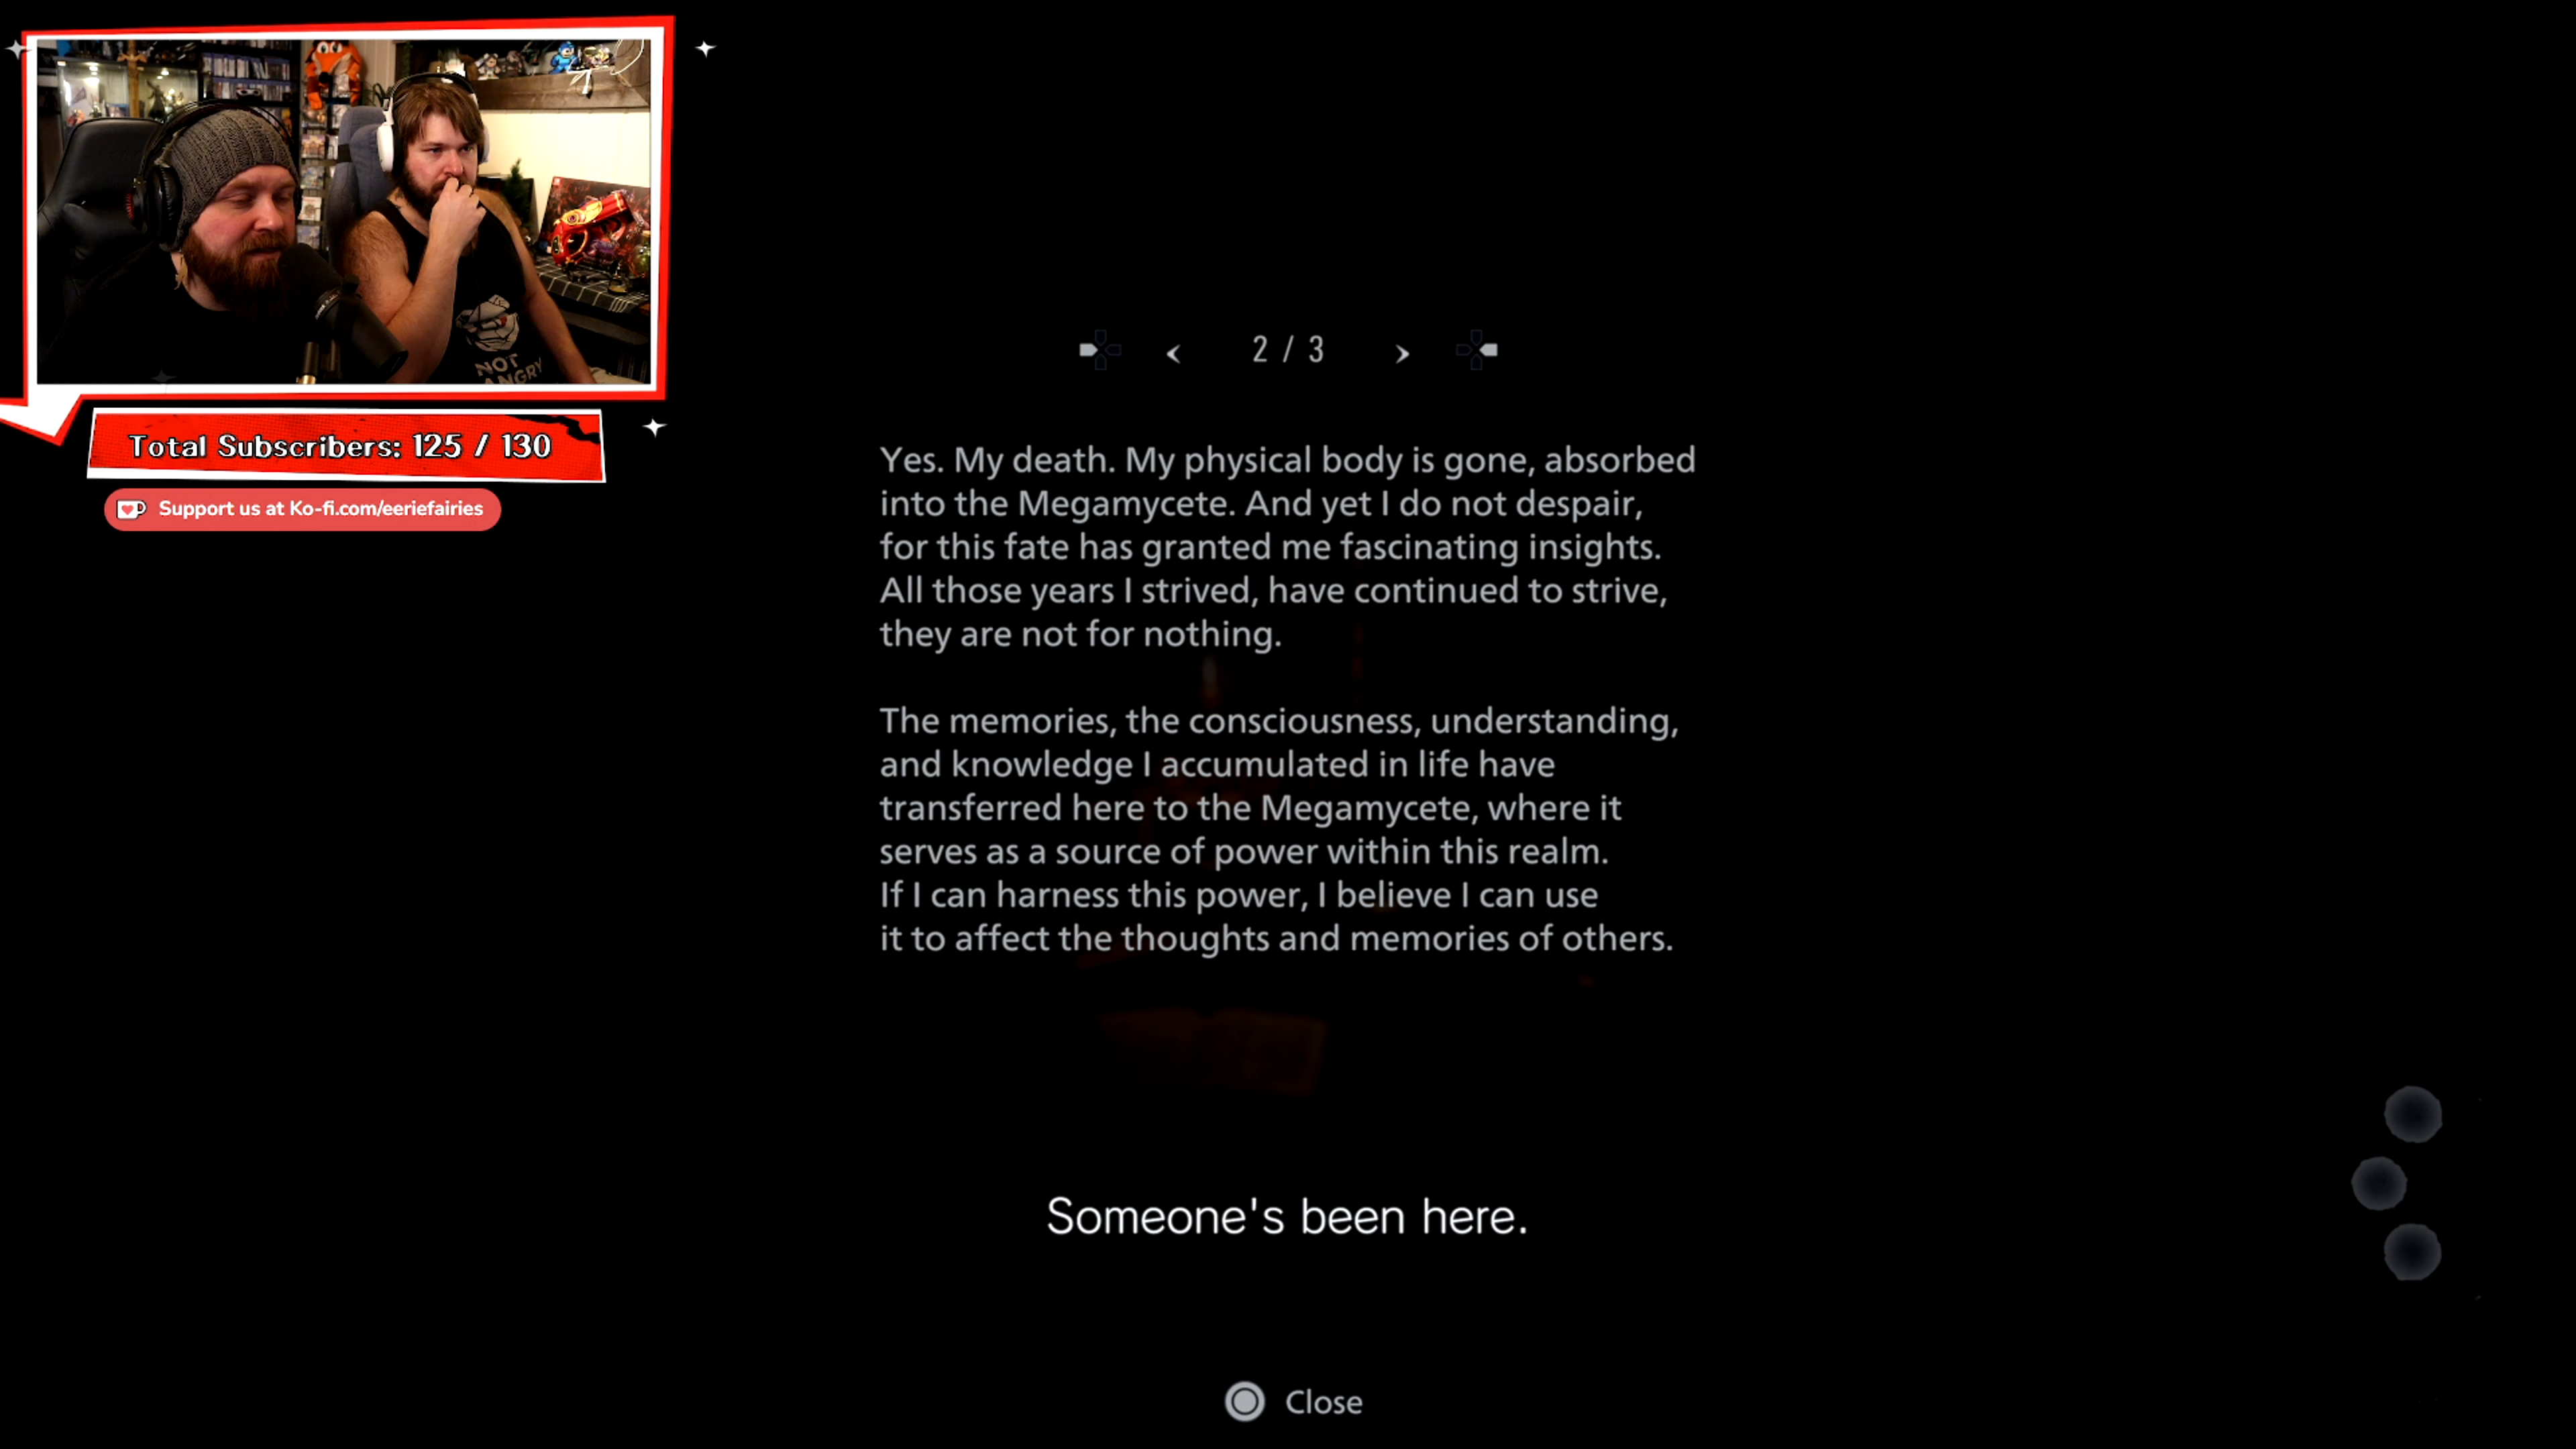 NOT
ANGRY
Total Subscribers: 125 / 130
Support us at Ko-fi.com/eeriefairies
< 2 / 3 >
Yes. My death. My physical body is gone, absorbed
into the Megamycete. And yet I do not despair,
for this fate has granted me fascinating insights.
All those years I strived, have continued to strive,
they are not for nothing.
The memories, the consciousness, understanding,
and knowledge I accumulated in life have
transferred here to the Megamycete, where it
serves as a source of power within this realm.
If I can harness this power, I believe I can use
it to affect the thoughts and memories of others.
Someone's been here.
Close